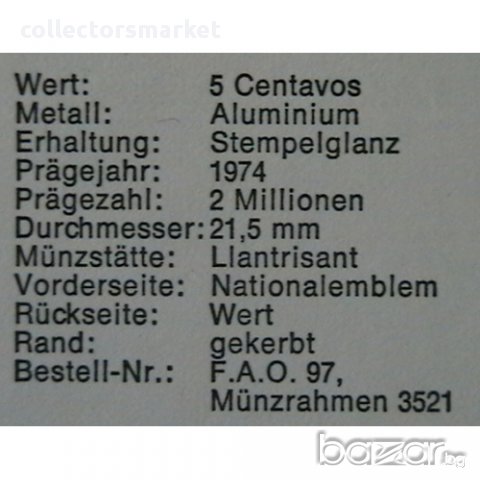 collectorsmarket
Wert: 5 Centavos
Metall: Aluminium
Erhaltung: Stempelglanz
Prägejahr: 1974
Prägezahl: 2 Millionen
Durchmesser: 21,5 mm
Münzstätte: Llantrisant
Vorderseite: Nationalemblem
Rückseite: Wert
Rand: gekerbt
Bestell-Nr.: F.A.O. 97,
Münzrahmen 3521
bazar.bg